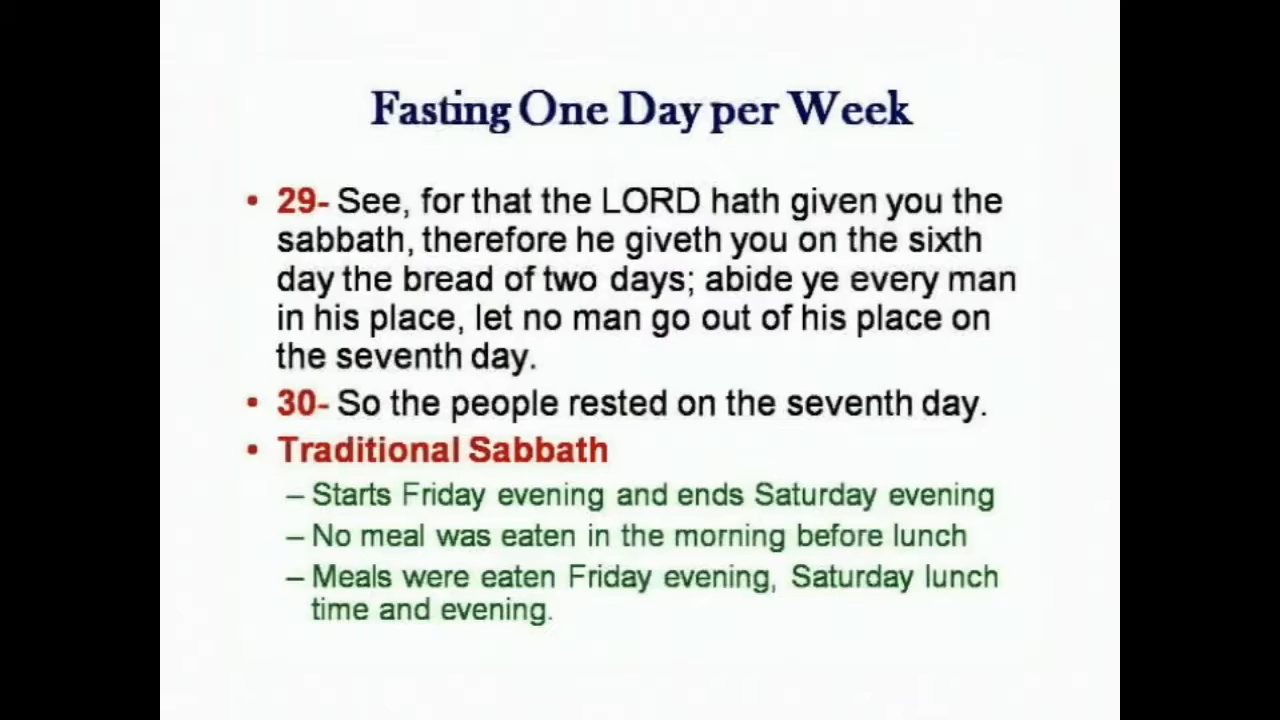 Fasting One Day per Week
• 29- See, for that the LORD hath given you the
sabbath, therefore he giveth you on the sixth
day the bread of two days; abide ye every man
in his place, let no man go out of his place on
the seventh day.
• 30- So the people rested on the seventh day.
• Traditional Sabbath
– Starts Friday evening and ends Saturday evening
– No meal was eaten in the morning before lunch
– Meals were eaten Friday evening, Saturday lunch
time and evening.